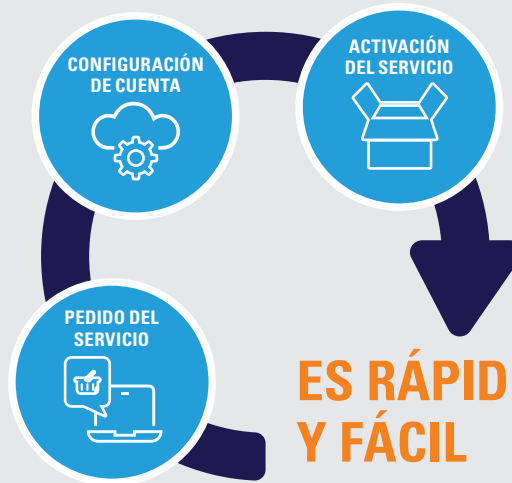 CONFIGURACIÓN
DE CUENTA
ACTIVACIÓN
DEL SERVICIO
PEDIDO DEL
SERVICIO
ES RÁPID
Y FÁCIL